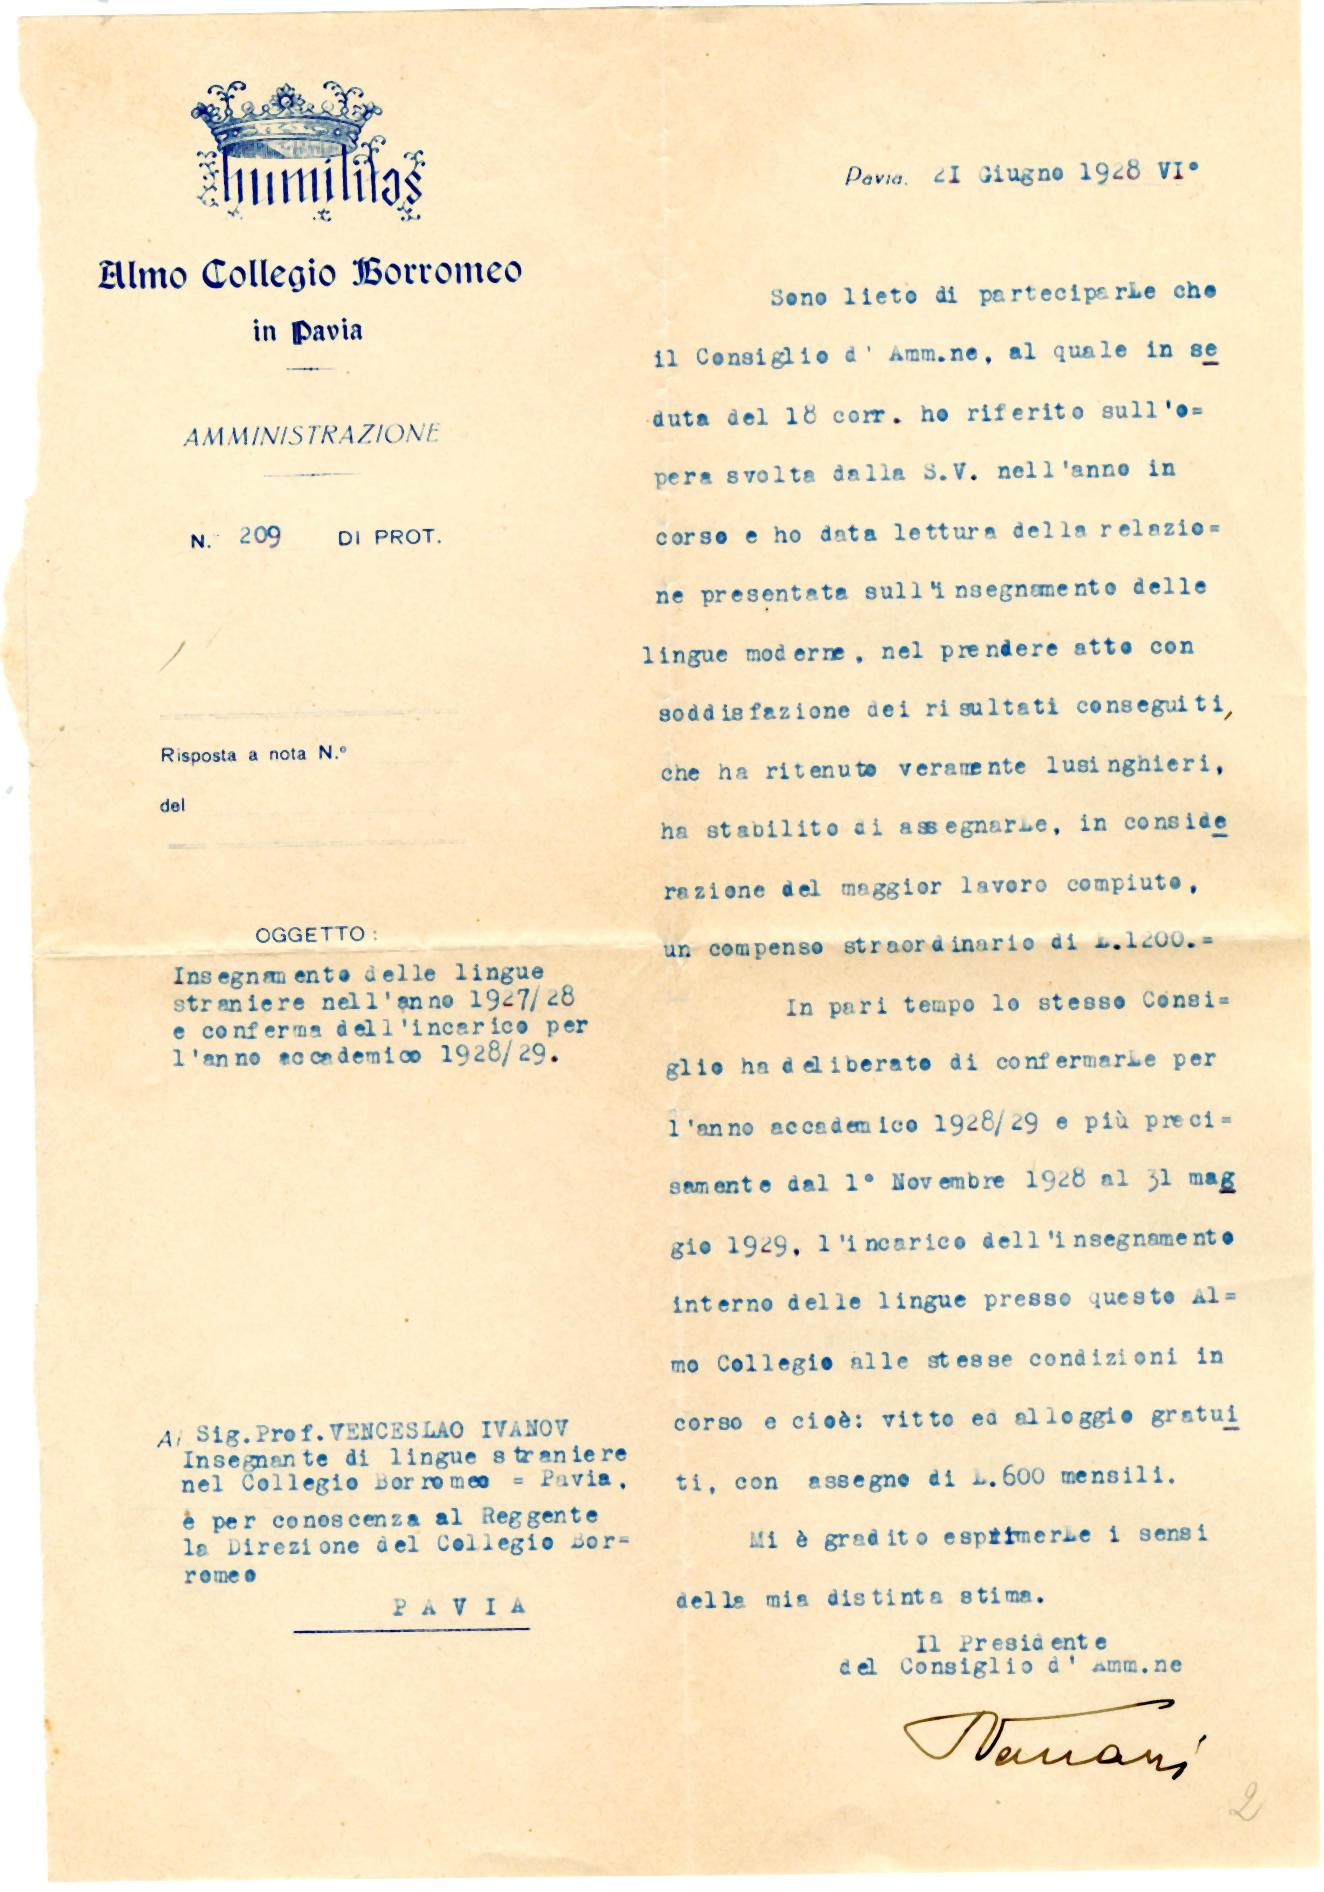 humilitas
Almo Collegio Borromeo
in Pavia
AMMINISTRAZIONE
N. 209 DI PROT.
Risposta a nota N.°
del
OGGETTO:
Insegnamento delle lingue
straniere nell'anno 1927/28
e conferma dell'incarico per
l'anno accademico 1928/29.
Al Sig.Prof.VENCESLAO IVANOV
Insegnante di lingue straniere
nel Collegio Borromeo = Pavia.
e per conoscenza al Reggente
la Direzione del Collegio Bor=
romeo
P A V I A
Pavia. 21 Giugno 1928 VI°
Sono lieto di parteciparLe che
il Consiglio d' Amm.ne, al quale in se
duta del 18 corr. ho riferito sull'o=
pera svolta dalla S.V. nell'anno in
corso e ho data lettura della relazio=
ne presentata sull'insegnamento delle
lingue moderne, nel prendere atto con
soddisfazione dei risultati conseguiti,
che ha ritenuto veramente lusinghieri,
ha stabilito di assegnarLe, in conside
razione del maggior lavoro compiuto,
un compenso straordinario di L.1200.=
In pari tempo lo stesso Consi=
glio ha deliberato di confermarLe per
l'anno accademico 1928/29 e più preci=
samente dal 1° Novembre 1928 al 31 mag
gio 1929, l'incarico dell'insegnamento
interno delle lingue presso questo Al=
mo Collegio alle stesse condizioni in
corso e cioè: vitto ed alloggio gratui
ti, con assegno di L.600 mensili.
Mi è gradito esprimerLe i sensi
della mia distinta stima.
Il Presidente
del Consiglio d' Amm.ne
2